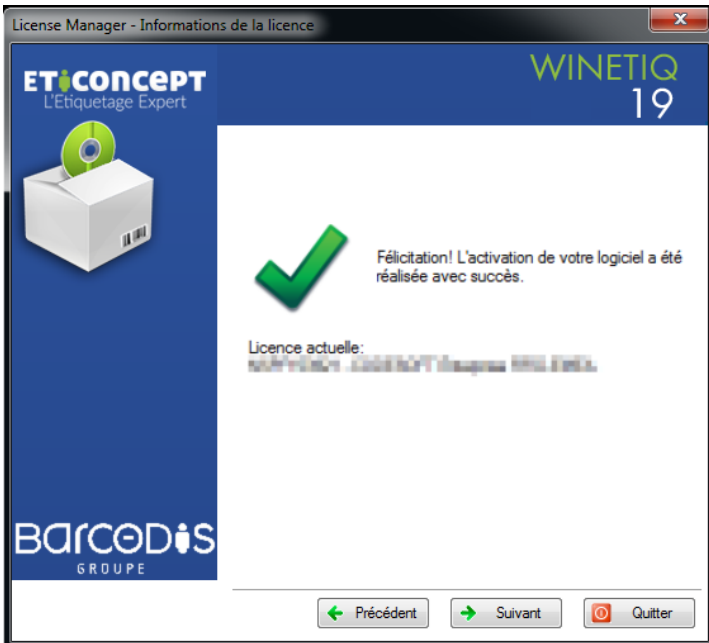 License Manager - Informations de la licence
ETiCONCEPT
L'Etiquetage Expert
WINETIQ
19
Félicitation! L'activation de votre logiciel a été
réalisée avec succès.
Licence actuelle:
BarcodiS
GROUPE
Précédent
Suivant
Quitter